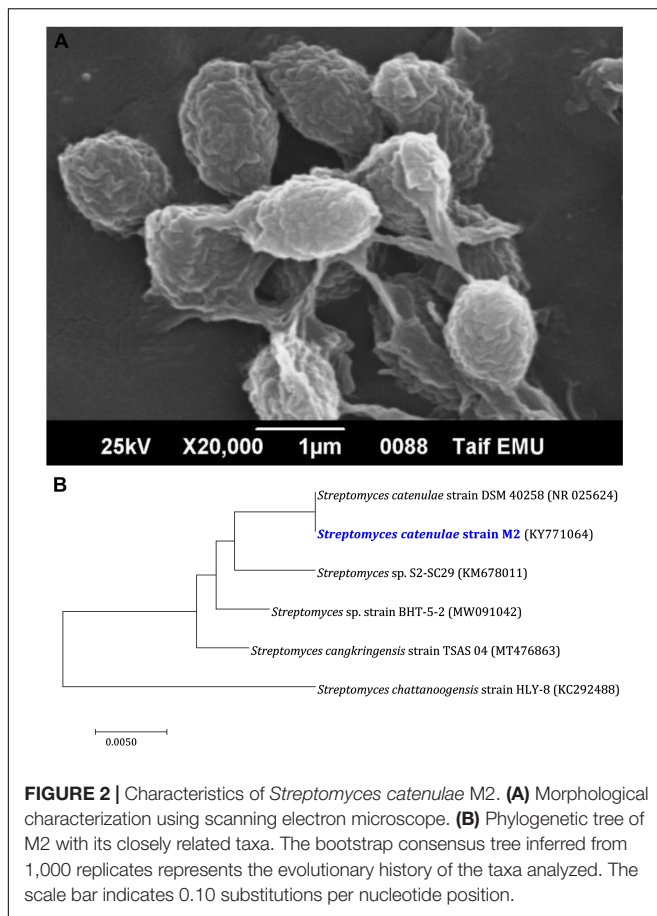 A
25kV X20,000 1µm 0088 Taif EMU
B
Streptomyces catenulae strain DSM 40258 (NR 025624)
Streptomyces catenulae strain M2 (KY771064)
Streptomyces sp. S2-SC29 (KM678011)
Streptomyces sp. strain BHT-5-2 (MW091042)
Streptomyces cangkringensis strain TSAS 04 (MT476863)
Streptomyces chattanoogensis strain HLY-8 (KC292488)
0.0050
FIGURE 2 | Characteristics of Streptomyces catenulae M2. (A) Morphological
characterization using scanning electron microscope. (B) Phylogenetic tree of
M2 with its closely related taxa. The bootstrap consensus tree inferred from
1,000 replicates represents the evolutionary history of the taxa analyzed. The
scale bar indicates 0.10 substitutions per nucleotide position.